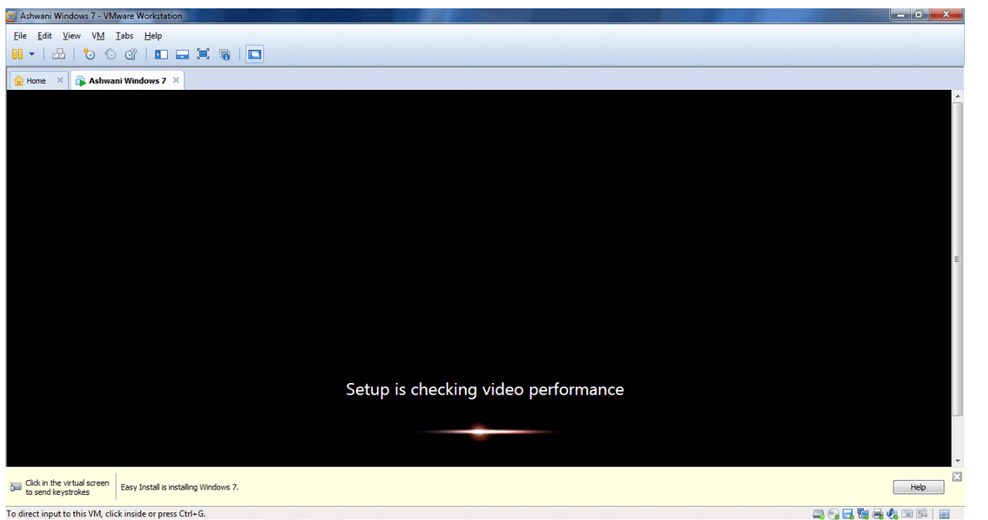 Ashwani Windows 7 - VMware Workstation
File Edit View VM Tabs Help
Home Ashwani Windows 7
Setup is checking video performance
Click in the virtual screen
to send keystrokes
Easy Install is installing Windows 7.
Help
To direct input to this VM, click inside or press Ctrl+G.